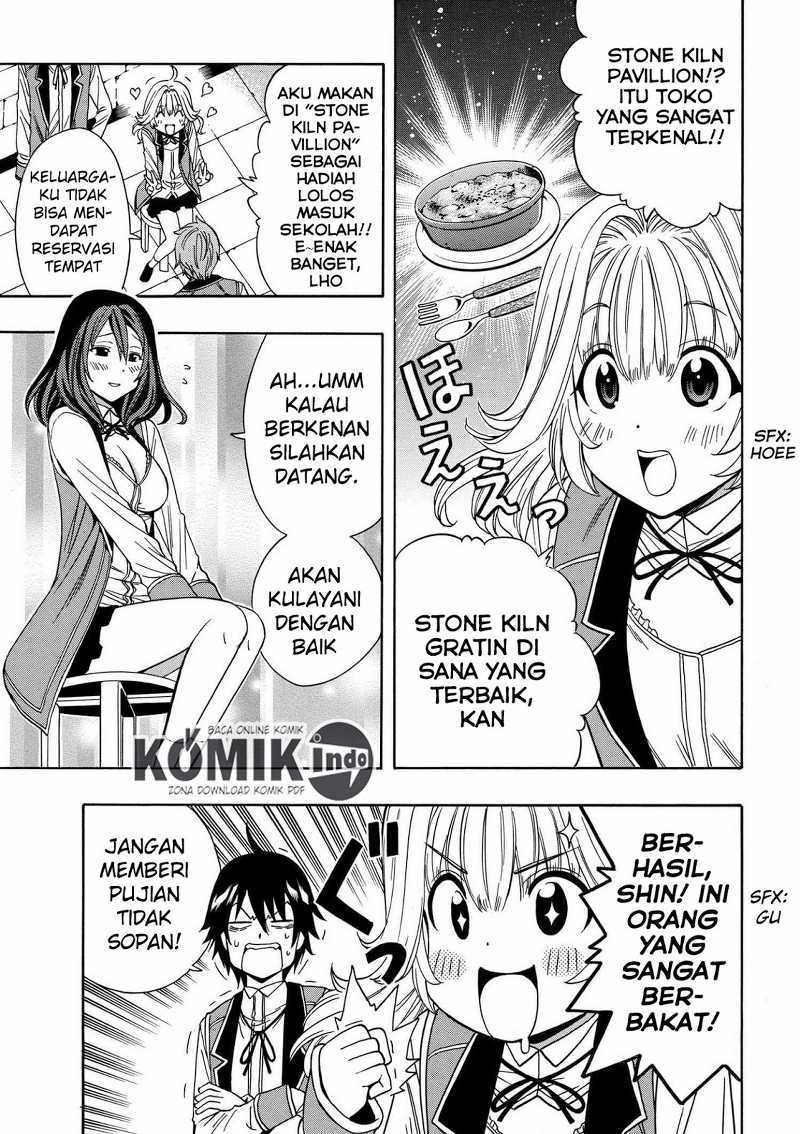 STONE KILN
PAVILLION!?
ITU TOKO
YANG SANGAT
TERKENAL!!
ほえええっ
SFX:
HOEE
STONE KILN
GRATIN DI
SANA YANG
TERBAIK,
KAN
AKU MAKAN
DI "STONE
KILN PA-
VILLION"
SEBAGAI
HADIAH
LOLOS
MASUK
SEKOLAH!!
E~ENAK
BANGET,
LHO
KELUARGA-
KU TIDAK
BISA MEN-
DAPAT
RESERVASI
TEMPAT
AH...UMM
KALAU
BERKENAN
SILAHKAN
DATANG.
AKAN
KULAYANI
DENGAN
BAIK
BACA ONLINE KOMIK
KOMIK indo
ZONA DOWNLOAD KOMIK PDF
BER-
HASIL,
SHIN! INI
ORANG
YANG
SANGAT
BER-
BAKAT!
SFX:
GU
ぐっ
JANGAN
MEMBERI
PUJIAN
TIDAK
SOPAN!